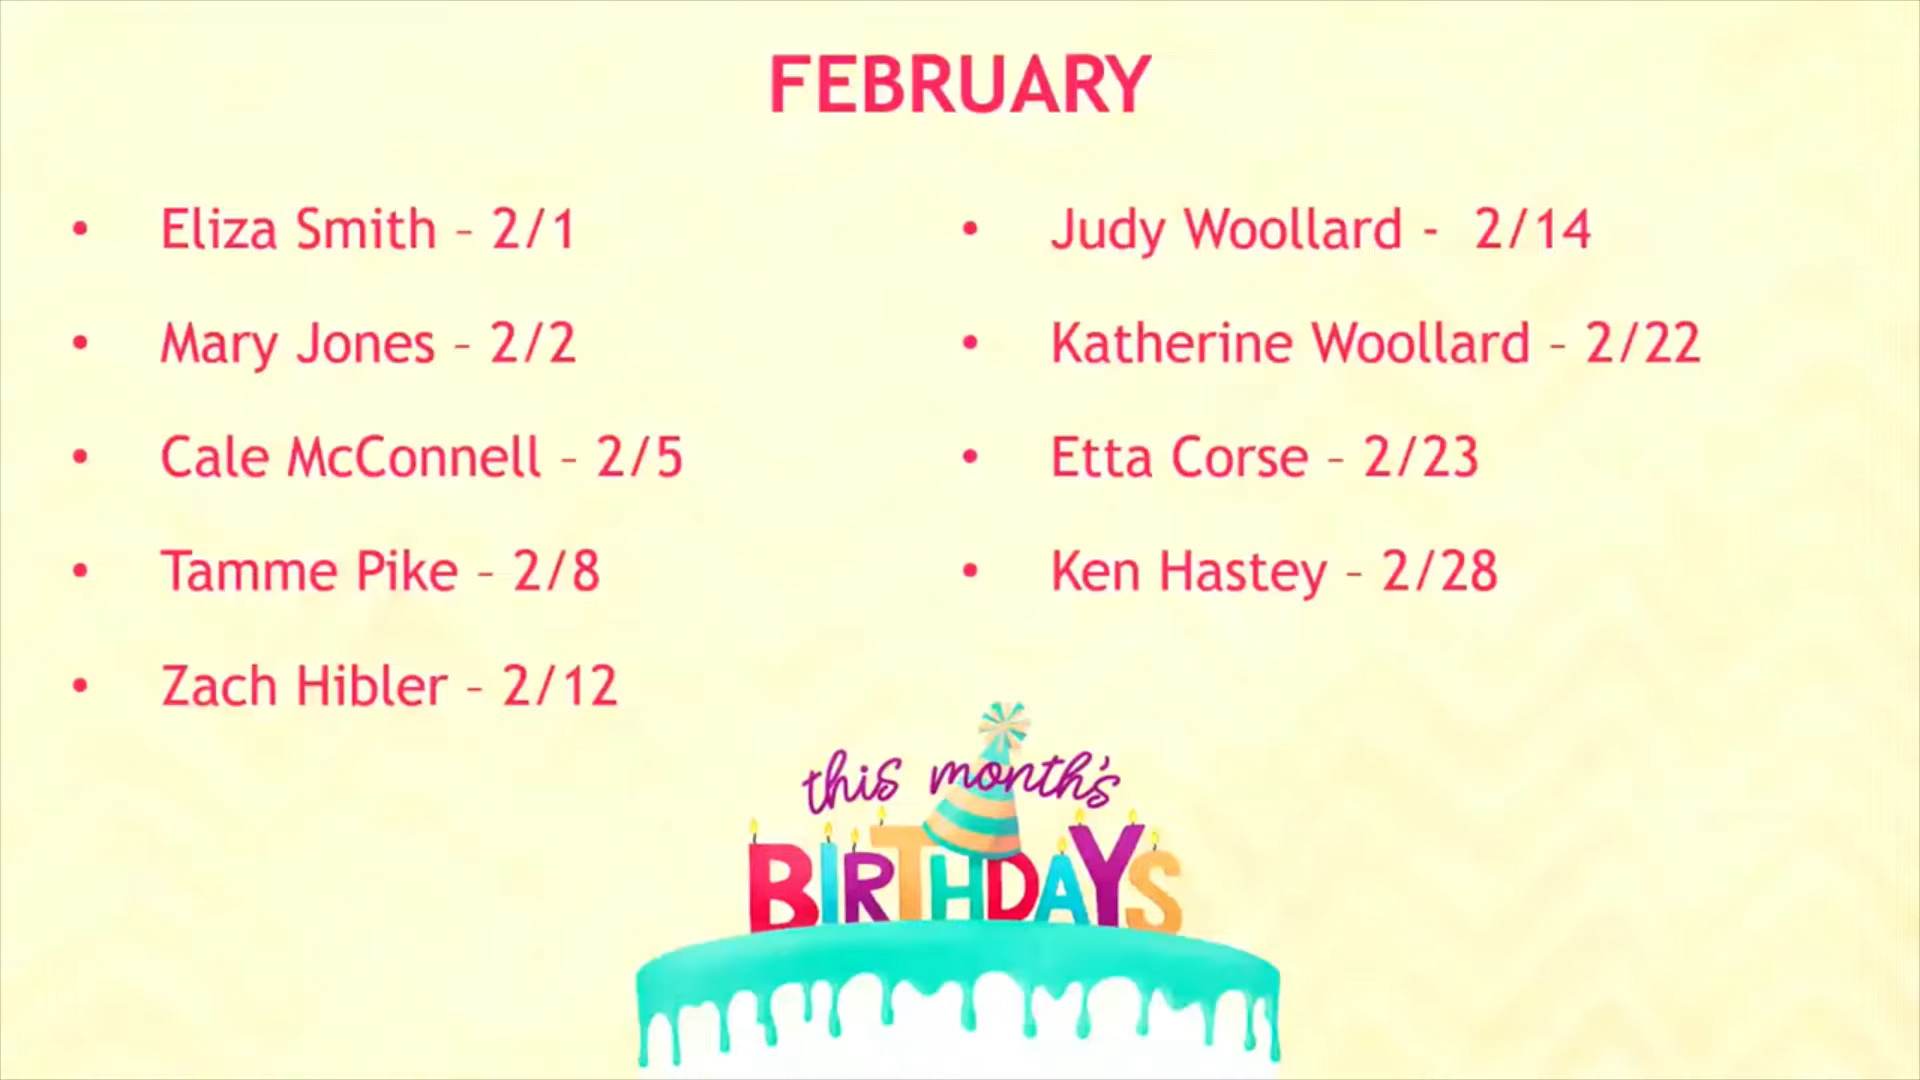 FEBRUARY
• Eliza Smith – 2/1
• Mary Jones – 2/2
• Cale McConnell – 2/5
• Tamme Pike – 2/8
• Zach Hibler – 2/12
• Judy Woollard -  2/14
• Katherine Woollard – 2/22
• Etta Corse – 2/23
• Ken Hastey – 2/28
this month's
BIRTHDAYS